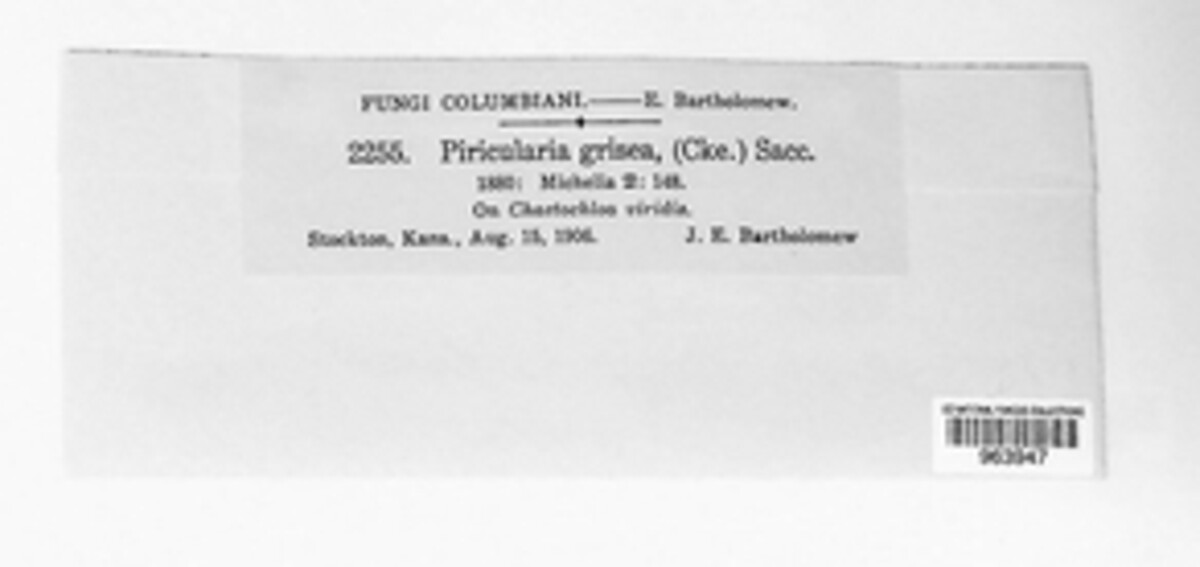 FUNGI COLUMBIANI.—E. Bartholomew.
2255. Piricularia grisea, (Cke.) Sacc.
1880: Michelia 2: 148.
On Chaetochloa viridis.
Stockton, Kans., Aug. 15, 1906. J. E. Bartholomew
963947